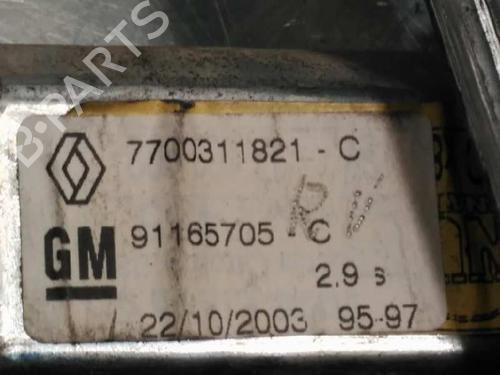 7700311821 - C
GM 91165705 - C
2.9 s
22/10/2003 95-97
B-PARTS